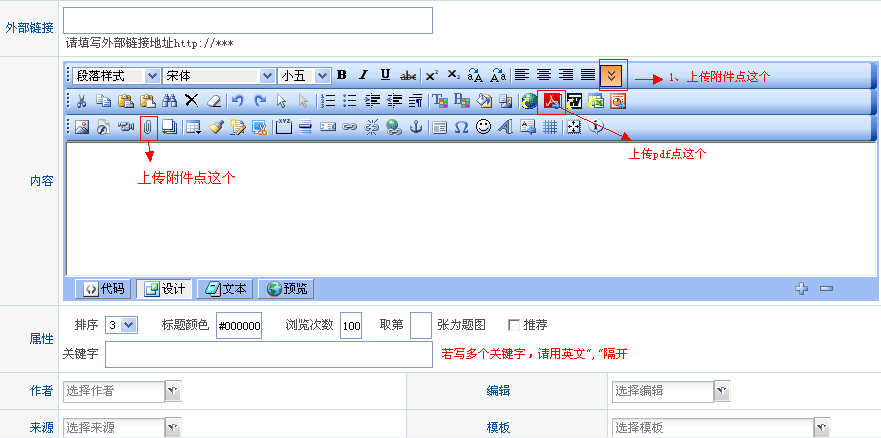 外部链接
请填写外部链接地址http://***
段落样式 宋体 小五 B I U abc x² x₂
1、上传附件点这个
上传pdf点这个
上传附件点这个
内容
代码 设计 文本 预览
属性
排序 3 标题颜色 #000000 浏览次数 100 取第 张为题图 推荐
关键字 若写多个关键字，请用英文“,”隔开
作者 选择作者 编辑 选择编辑
来源 选择来源 模板 选择模板